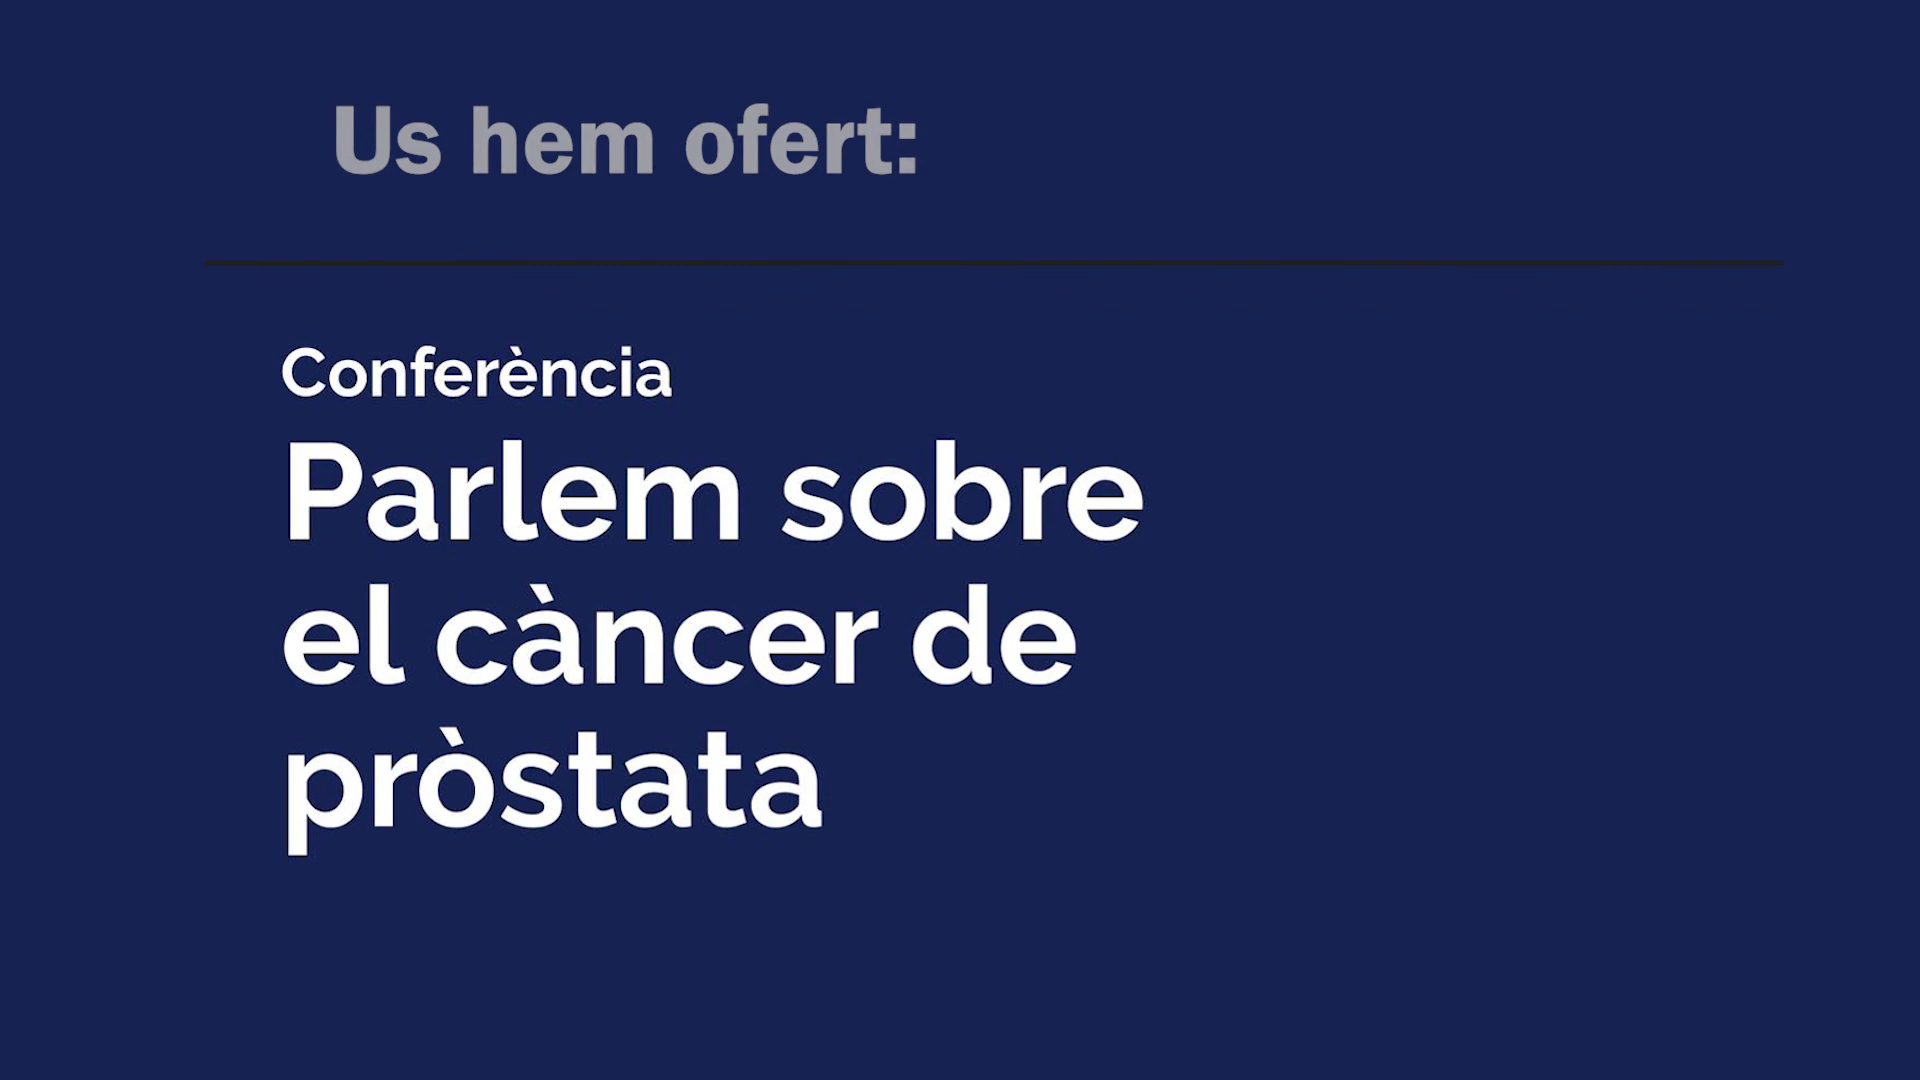 Us hem ofert:
Conferència
Parlem sobre
el càncer de
pròstata